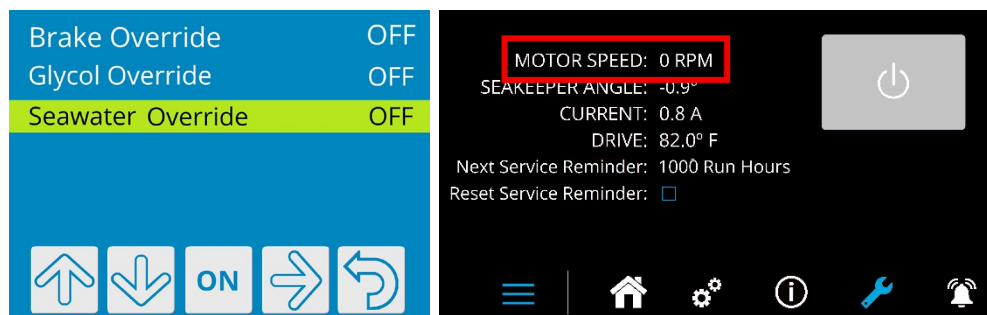 Brake Override OFF
Glycol Override OFF
Seawater Override OFF
ON
MOTOR SPEED: 0 RPM
SEAKEEPER ANGLE: -0.9°
CURRENT: 0.8 A
DRIVE: 82.0° F
Next Service Reminder: 1000 Run Hours
Reset Service Reminder: